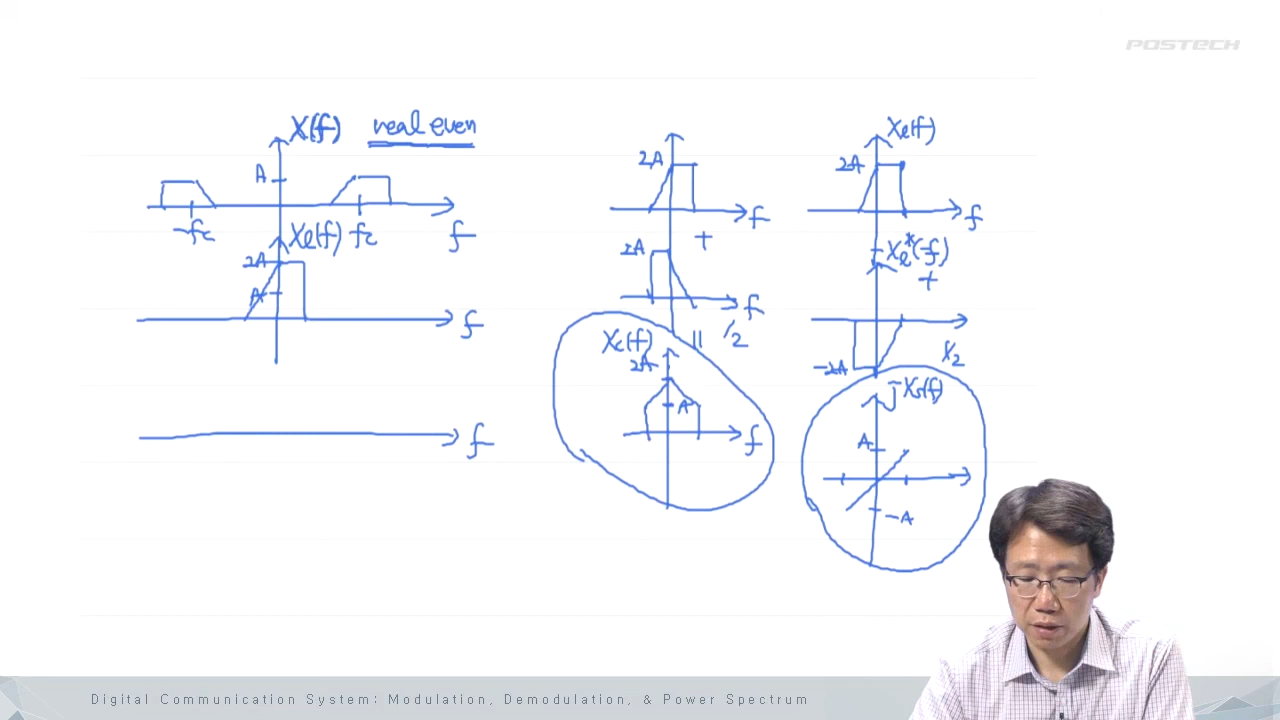 POSTECH
X(f) real even
A
-fc
fc
f
Xl(f)
2A
A
f
f
2A
f
+
2A
f
1/2
||
Xc(f)
2A
A
f
Xl(f)
2A
f
Xl*(-f)
+
-2A
1/2
jXs(f)
A
-A
Digital Communication System: Modulation, Demodulation, & Power Spectrum